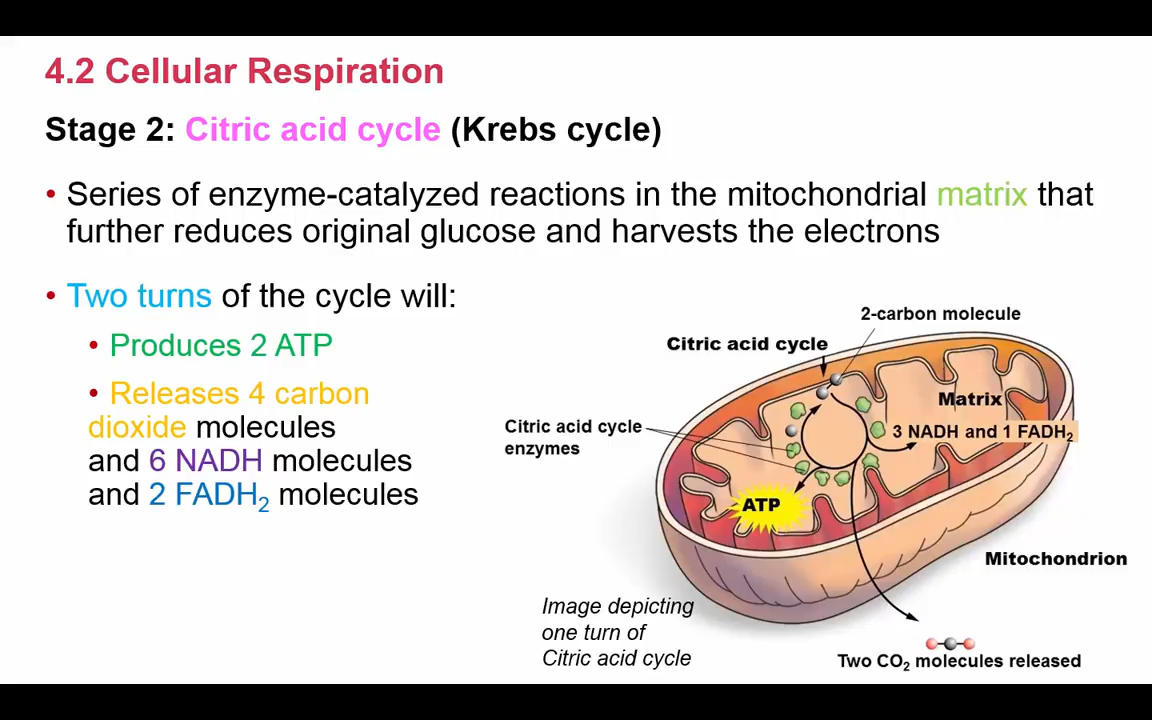 4.2 Cellular Respiration
Stage 2: Citric acid cycle (Krebs cycle)
• Series of enzyme-catalyzed reactions in the mitochondrial matrix that
further reduces original glucose and harvests the electrons
• Two turns of the cycle will:
• Produces 2 ATP
• Releases 4 carbon
dioxide molecules
and 6 NADH molecules
and 2 FADH₂ molecules
2-carbon molecule
Citric acid cycle
Matrix
Citric acid cycle
enzymes
3 NADH and 1 FADH₂
ATP
Mitochondrion
Image depicting
one turn of
Citric acid cycle
Two CO₂ molecules released